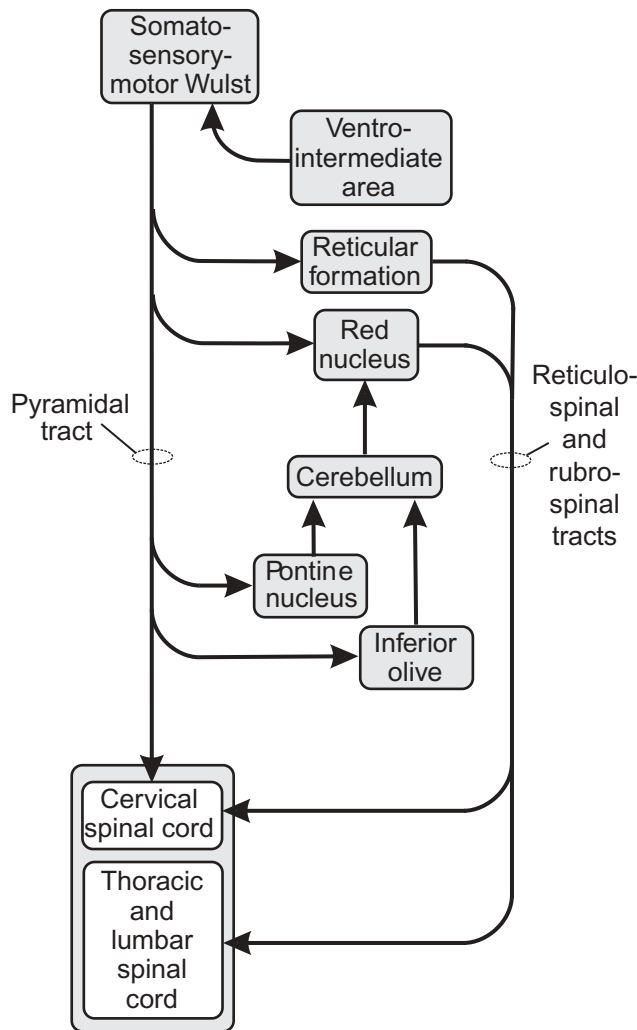 Somato-
sensory-
motor Wulst
Ventro-
intermediate
area
Reticular
formation
Red
nucleus
Pyramidal
tract
Reticulo-
spinal
and
rubro-
spinal
tracts
Cerebellum
Pontine
nucleus
Inferior
olive
Cervical
spinal cord
Thoracic
and
lumbar
spinal
cord